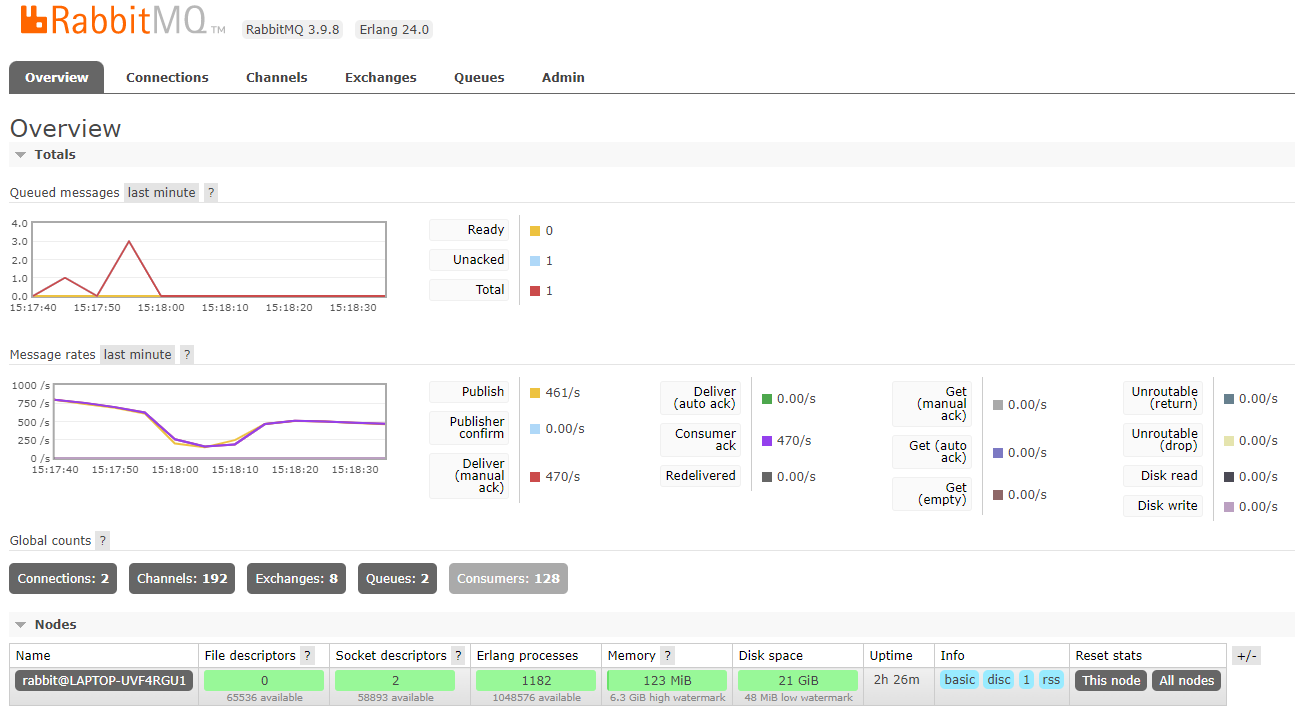 RabbitMQ TM RabbitMQ 3.9.8 Erlang 24.0
Overview Connections Channels Exchanges Queues Admin
Overview
Totals
Queued messages last minute ?
4.0
3.0
2.0
1.0
0.0
15:17:40 15:17:50 15:18:00 15:18:10 15:18:20 15:18:30
Ready 0
Unacked 1
Total 1
Message rates last minute ?
1000 /s
750 /s
500 /s
250 /s
0 /s
15:17:40 15:17:50 15:18:00 15:18:10 15:18:20 15:18:30
Publish 461/s
Publisher
confirm 0.00/s
Deliver
(manual
ack) 470/s
Deliver
(auto ack) 0.00/s
Consumer
ack 470/s
Redelivered 0.00/s
Get
(manual
ack) 0.00/s
Get (auto
ack) 0.00/s
Get
(empty) 0.00/s
Unroutable
(return) 0.00/s
Unroutable
(drop) 0.00/s
Disk read 0.00/s
Disk write 0.00/s
Global counts ?
Connections: 2 Channels: 192 Exchanges: 8 Queues: 2 Consumers: 128
Nodes
Name File descriptors ? Socket descriptors ? Erlang processes Memory ? Disk space Uptime Info Reset stats +/-
rabbit@LAPTOP-UVF4RGU1 0 2 1182 123 MiB 21 GiB 2h 26m basic disc 1 rss This node All nodes
65536 available 58893 available 1048576 available 6.3 GiB high watermark 48 MiB low watermark